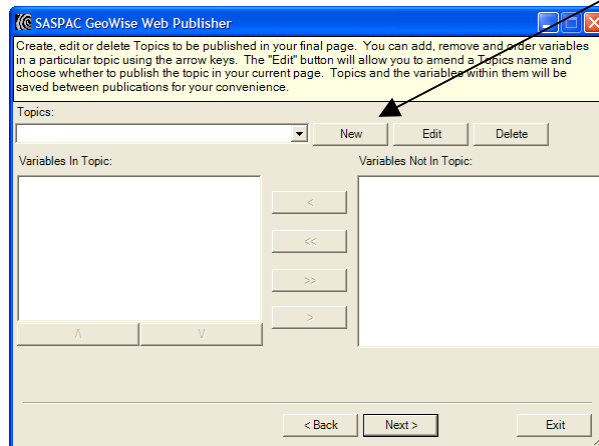 SASPAC GeoWise Web Publisher
Create, edit or delete Topics to be published in your final page. You can add, remove and order variables
in a particular topic using the arrow keys. The "Edit" button will allow you to amend a Topics name and
choose whether to publish the topic in your current page. Topics and the variables within them will be
saved between publications for your convenience.
Topics:
New Edit Delete
Variables In Topic: Variables Not In Topic:
<
<<
>>
>
Λ V
< Back Next > Exit